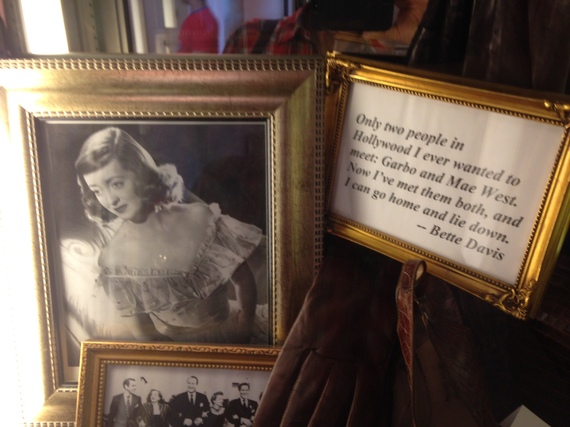 Only two people in
Hollywood I ever wanted to
meet: Garbo and Mae West.
Now I've met them both, and
I can go home and lie down.
— Bette Davis